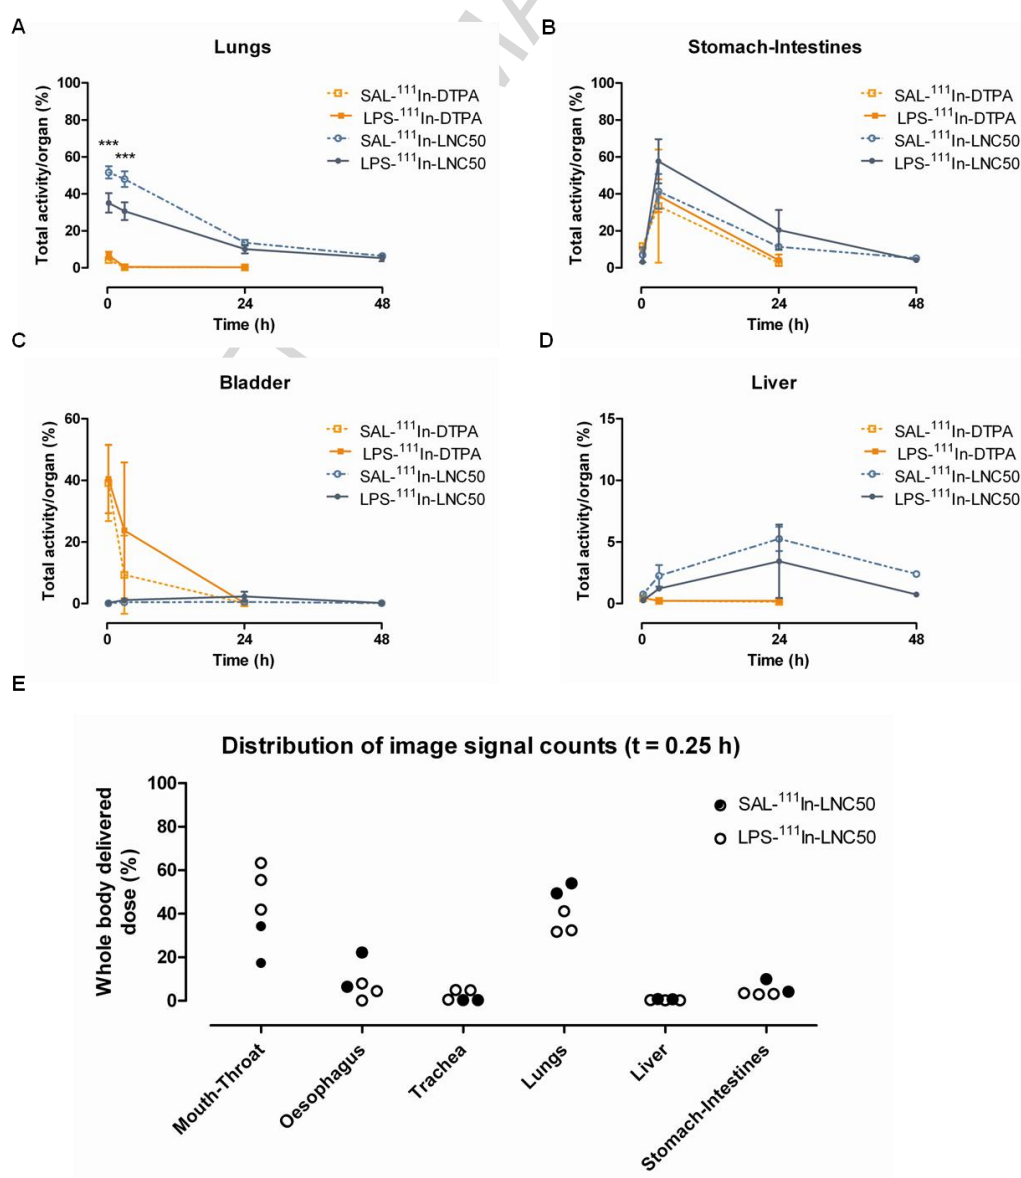 A
Lungs
Total activity/organ (%)
100
80
60
40
20
0
***
***
SAL-¹¹¹In-DTPA
LPS-¹¹¹In-DTPA
SAL-¹¹¹In-LNC50
LPS-¹¹¹In-LNC50
0
24
48
Time (h)
B
Stomach-Intestines
Total activity/organ (%)
100
80
60
40
20
0
SAL-¹¹¹In-DTPA
LPS-¹¹¹In-DTPA
SAL-¹¹¹In-LNC50
LPS-¹¹¹In-LNC50
0
24
48
Time (h)
C
Bladder
Total activity/organ (%)
60
40
20
0
SAL-¹¹¹In-DTPA
LPS-¹¹¹In-DTPA
SAL-¹¹¹In-LNC50
LPS-¹¹¹In-LNC50
0
24
48
Time (h)
D
Liver
Total activity/organ (%)
15
10
5
0
SAL-¹¹¹In-DTPA
LPS-¹¹¹In-DTPA
SAL-¹¹¹In-LNC50
LPS-¹¹¹In-LNC50
0
24
48
Time (h)
E
Distribution of image signal counts (t = 0.25 h)
Whole body delivered
dose (%)
100
80
60
40
20
0
SAL-¹¹¹In-LNC50
LPS-¹¹¹In-LNC50
Mouth-Throat
Oesophagus
Trachea
Lungs
Liver
Stomach-Intestines